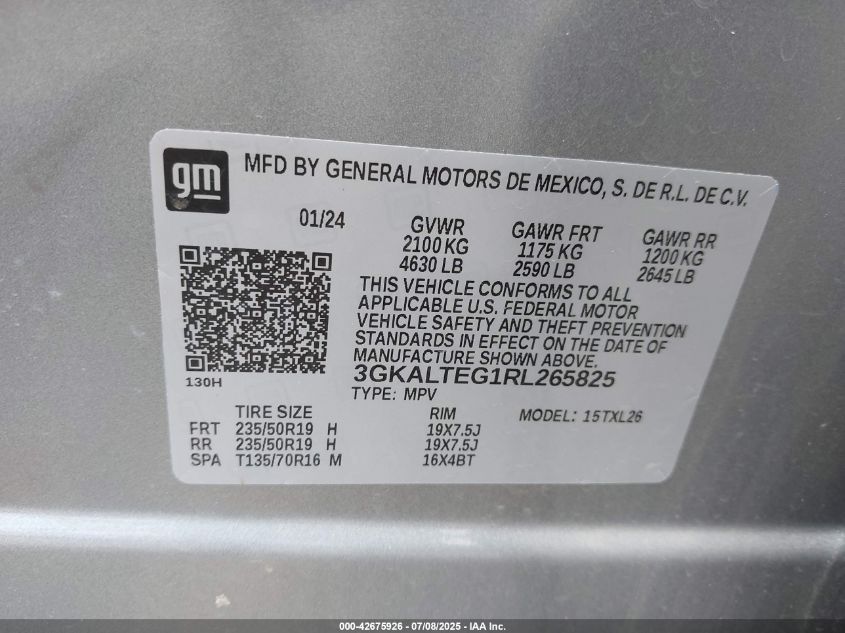 gm
MFD BY GENERAL MOTORS DE MEXICO, S. DE R.L. DE C.V.
01/24
GVWR
2100 KG
4630 LB
GAWR FRT
1175 KG
2590 LB
GAWR RR
1200 KG
2645 LB
THIS VEHICLE CONFORMS TO ALL
APPLICABLE U.S. FEDERAL MOTOR
VEHICLE SAFETY AND THEFT PREVENTION
STANDARDS IN EFFECT ON THE DATE OF
MANUFACTURE SHOWN ABOVE.
130H
3GKALTEG1RL265825
TYPE: MPV
TIRE SIZE RIM MODEL: 15TXL26
FRT 235/50R19 H 19X7.5J
RR 235/50R19 H 19X7.5J
SPA T135/70R16 M 16X4BT
000-42675926 - 07/08/2025 - IAA Inc.